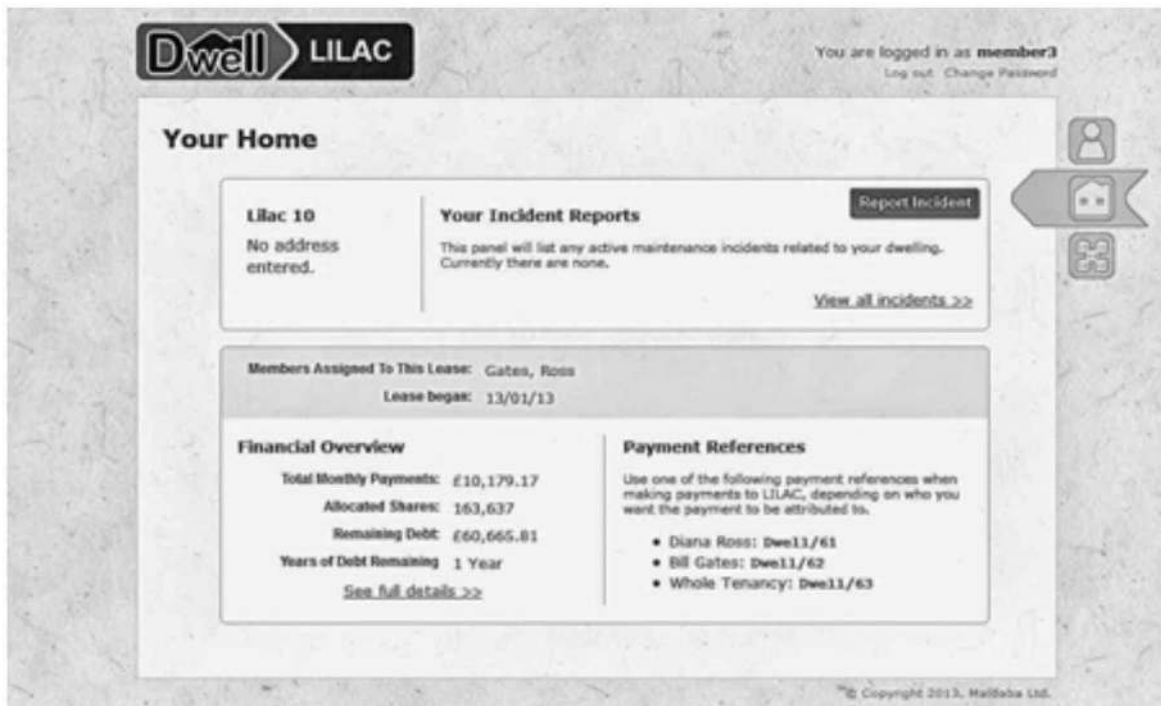 Dwell LILAC
You are logged in as member3
Log out Change Password
Your Home
Lilac 10
No address
entered.
Your Incident Reports
Report Incident
This panel will list any active maintenance incidents related to your dwelling.
Currently there are none.
View all incidents >>
Members Assigned To This Lease: Gates, Ross
Lease began: 13/01/13
Financial Overview
Total Monthly Payments: £10,179.17
Allocated Shares: 163,637
Remaining Debt: £60,665.81
Years of Debt Remaining 1 Year
See full details >>
Payment References
Use one of the following payment references when
making payments to LILAC, depending on who you
want the payment to be attributed to.
• Diana Ross: Dwell/61
• Bill Gates: Dwell/62
• Whole Tenancy: Dwell/63
© Copyright 2013, Maldaba Ltd.